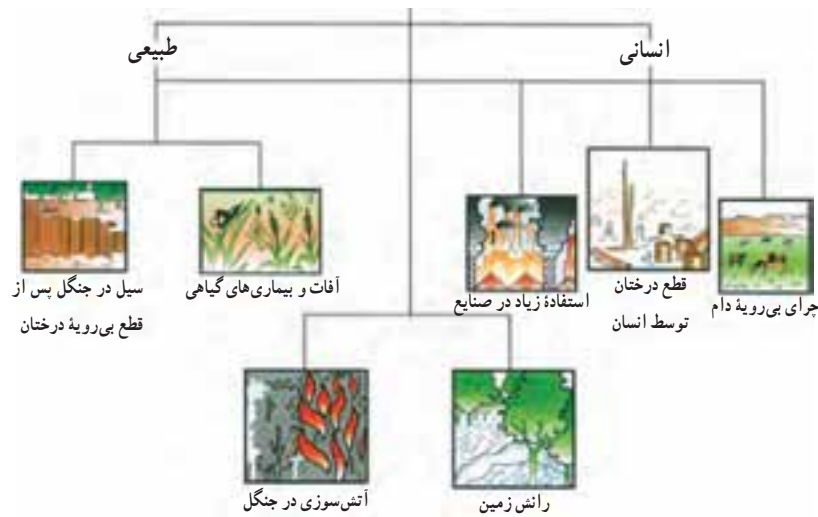 انسانی
طبیعی
چرای بی‌رویهٔ دام
قطع درختان
توسط انسان
استفادهٔ زیاد در صنایع
آفات و بیماری‌های گیاهی
سیل در جنگل پس از
قطع بی‌رویهٔ درختان
رانش زمین
آتش‌سوزی در جنگل